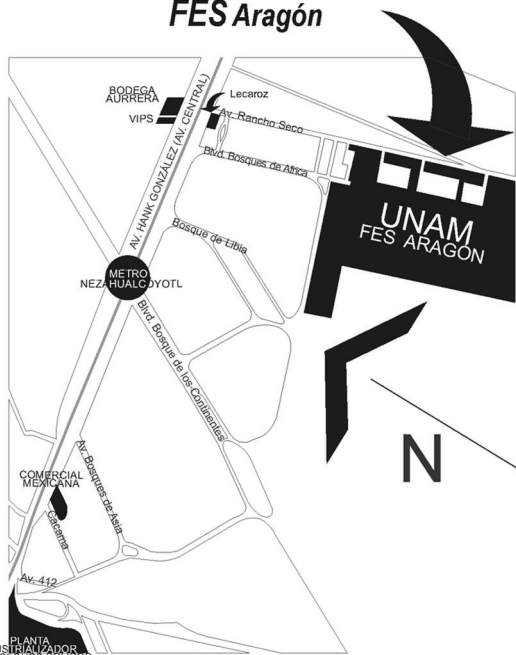 FES Aragón
BODEGA
AURRERA
VIPS
Lecaroz
Av. Rancho Seco
AV. HANK GONZÁLEZ (AV. CENTRAL)
Blvd. Bosques de Africa
UNAM
FES ARAGÓN
Bosque de Libia
METRO
NEZAHUALCOYOTL
Blvd. Bosque de los Continentes
N
Av. Bosques de Asia
COMERCIAL
MEXICANA
Cacama
Av. 412
PLANTA